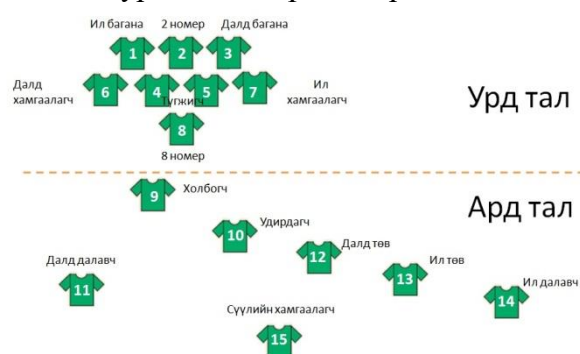 Ил багана 2 номер Далд багана
1 2 3
Далд хамгаалагч
6 4 5 7
Түгжигч
Ил хамгаалагч
Урд тал
8
8 номер
9 Холбогч
Ард тал
10 Удирдагч
12 Далд төв
13 Ил төв
Далд далавч
11
Ил далавч
14
Сүүлийн хамгаалагч
15